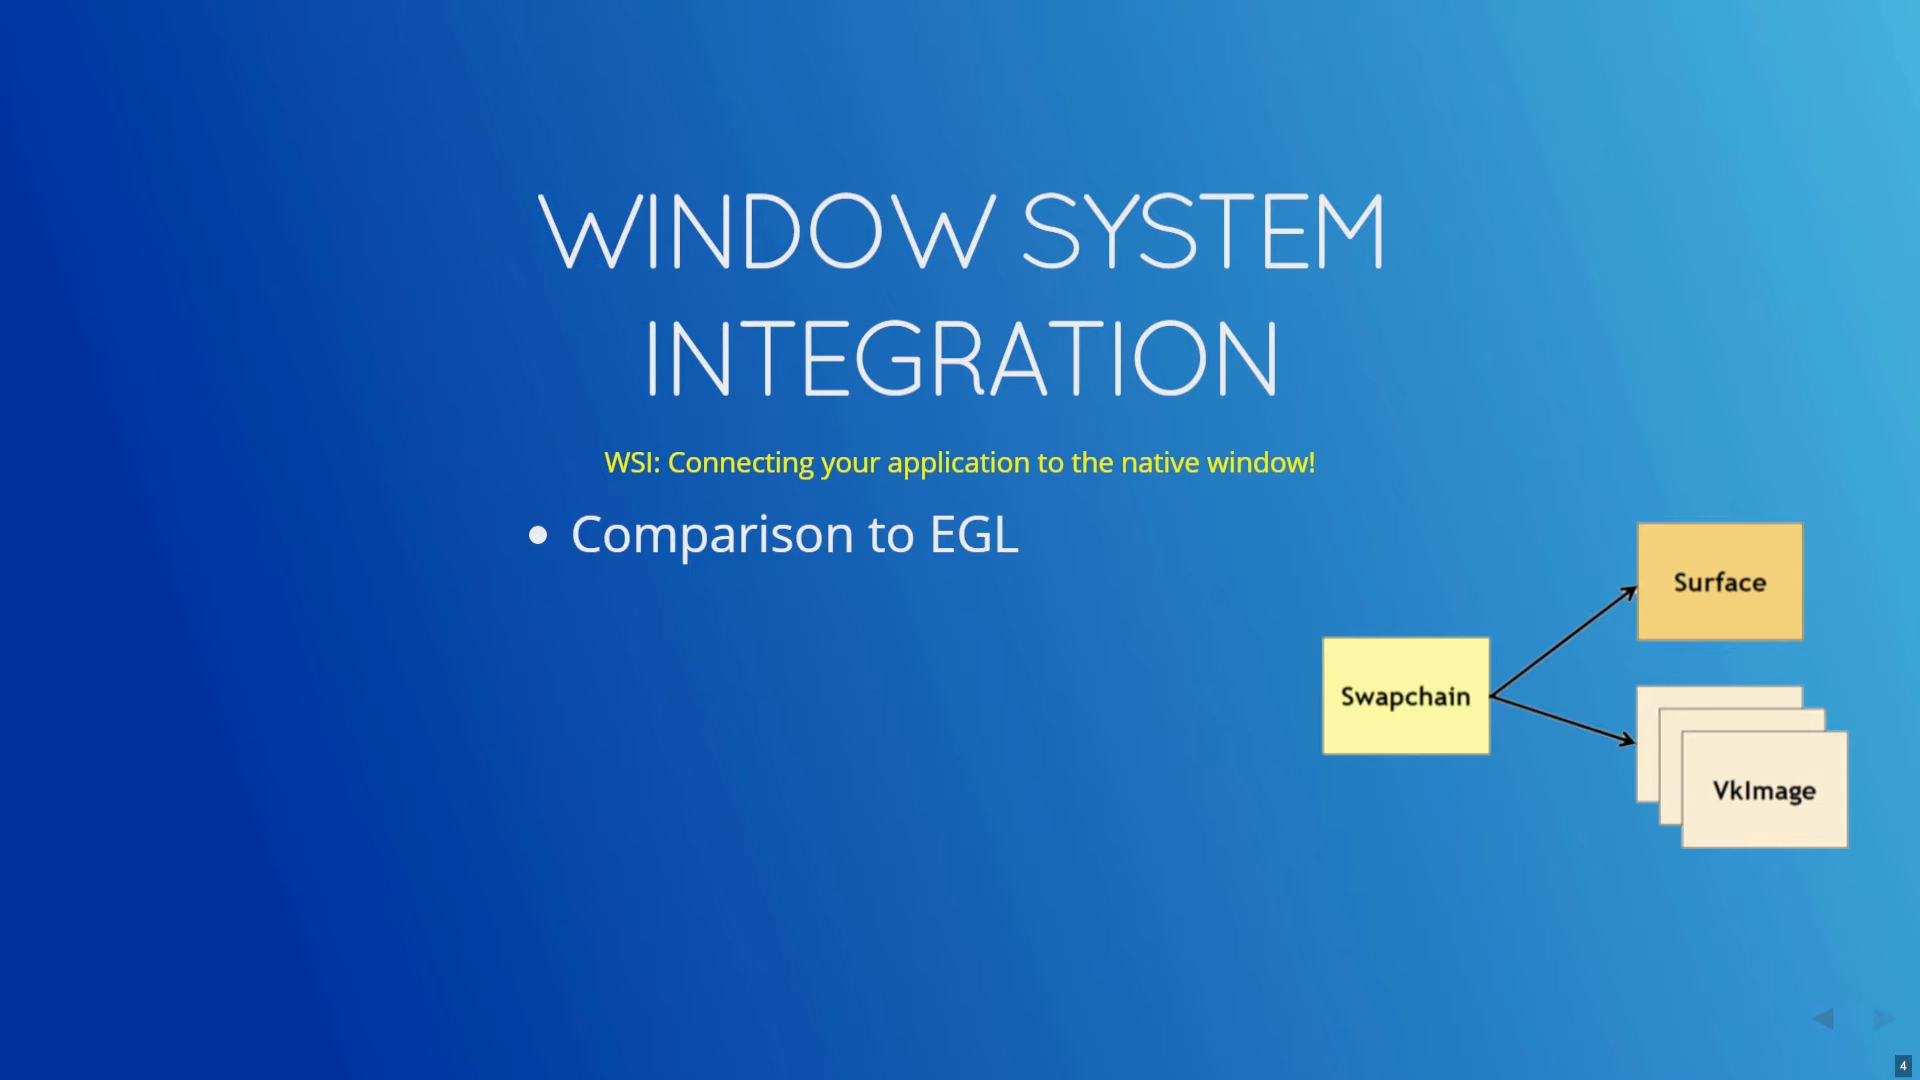 WINDOW SYSTEM
INTEGRATION
WSI: Connecting your application to the native window!
Comparison to EGL
Surface
Swapchain
VkImage
4